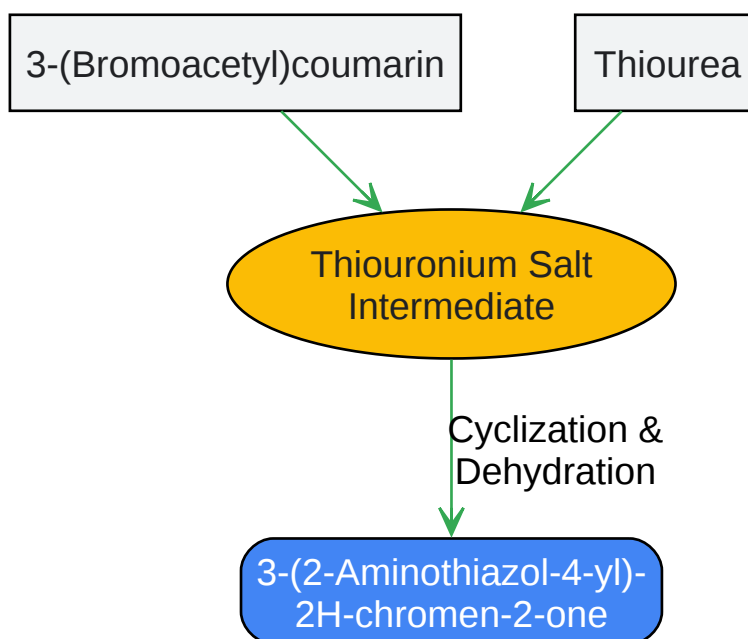 3-(Bromoacetyl)coumarin
Thiourea
Thiouronium Salt
Intermediate
Cyclization &
Dehydration
3-(2-Aminothiazol-4-yl)-
2H-chromen-2-one